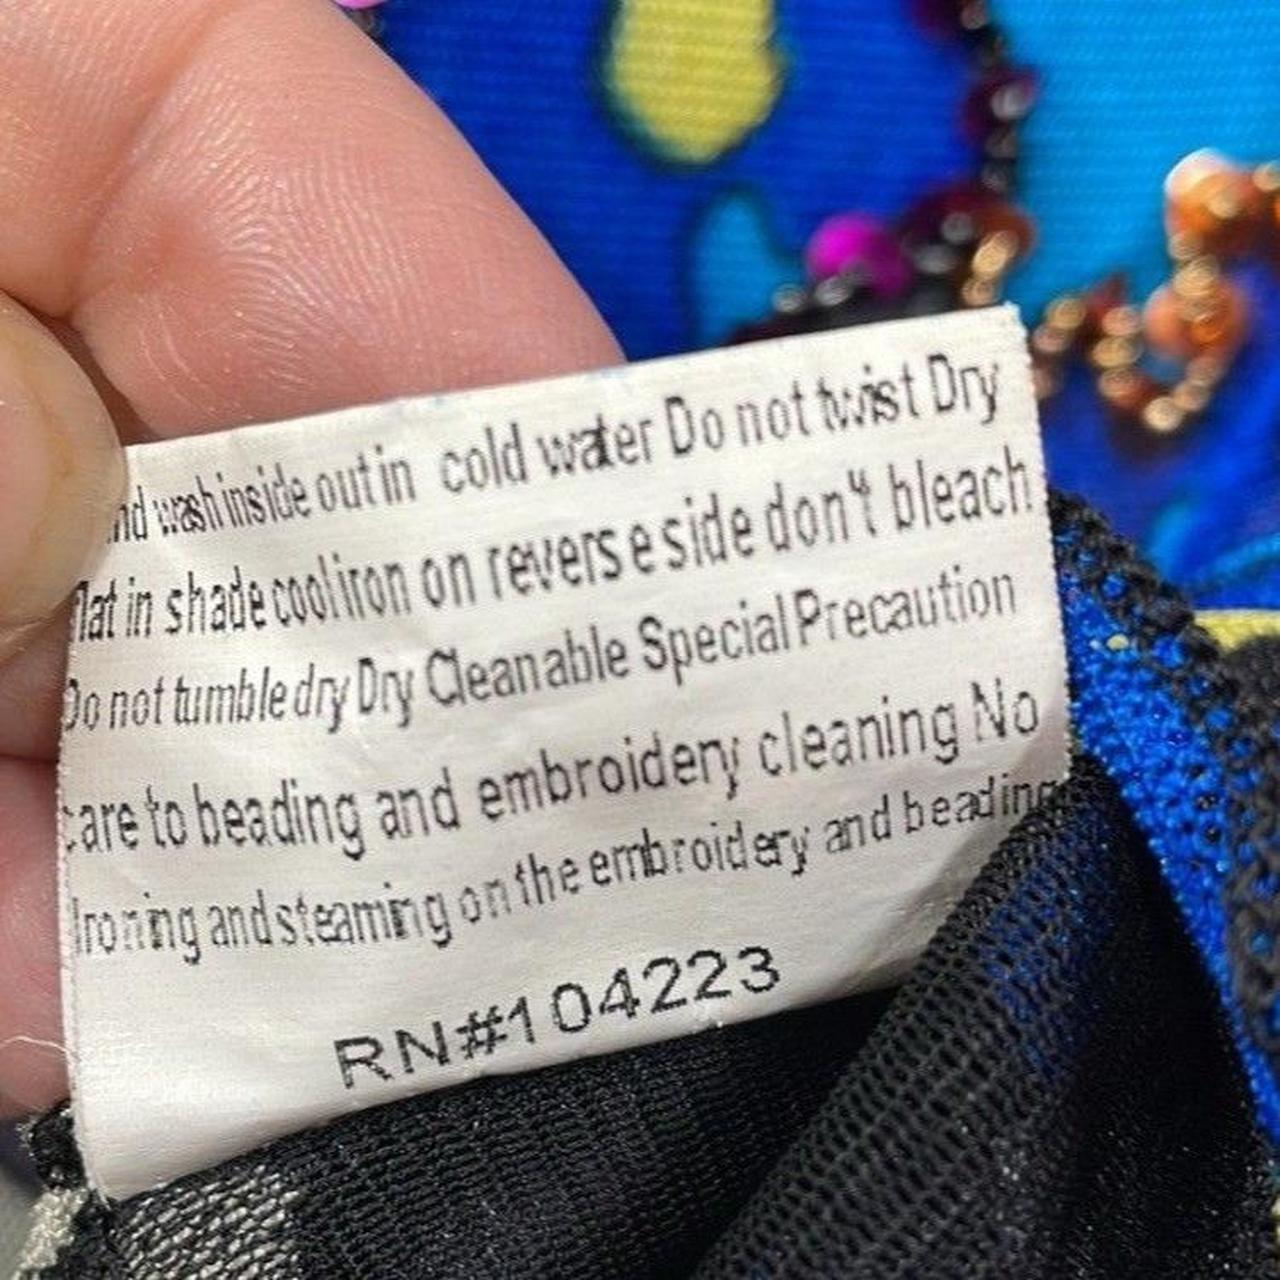 nd wash inside out in cold water Do not twist Dry
flat in shade cool iron on reverse side don't bleach
Do not tumble dry Dry Cleanable Special Precaution
care to beading and embroidery cleaning No
Ironing and steaming on the embroidery and beading
RN#104223